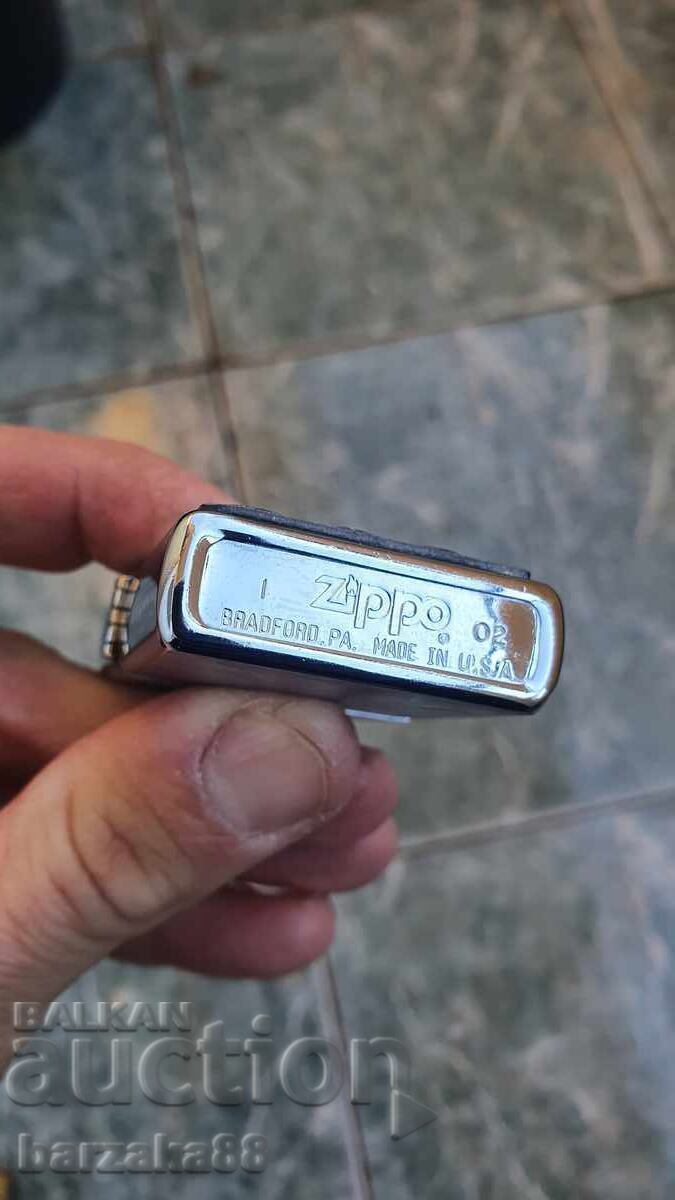 I Zippo® 02
BRADFORD, PA. MADE IN U.S.A.
BALKAN
auction
barzaka88